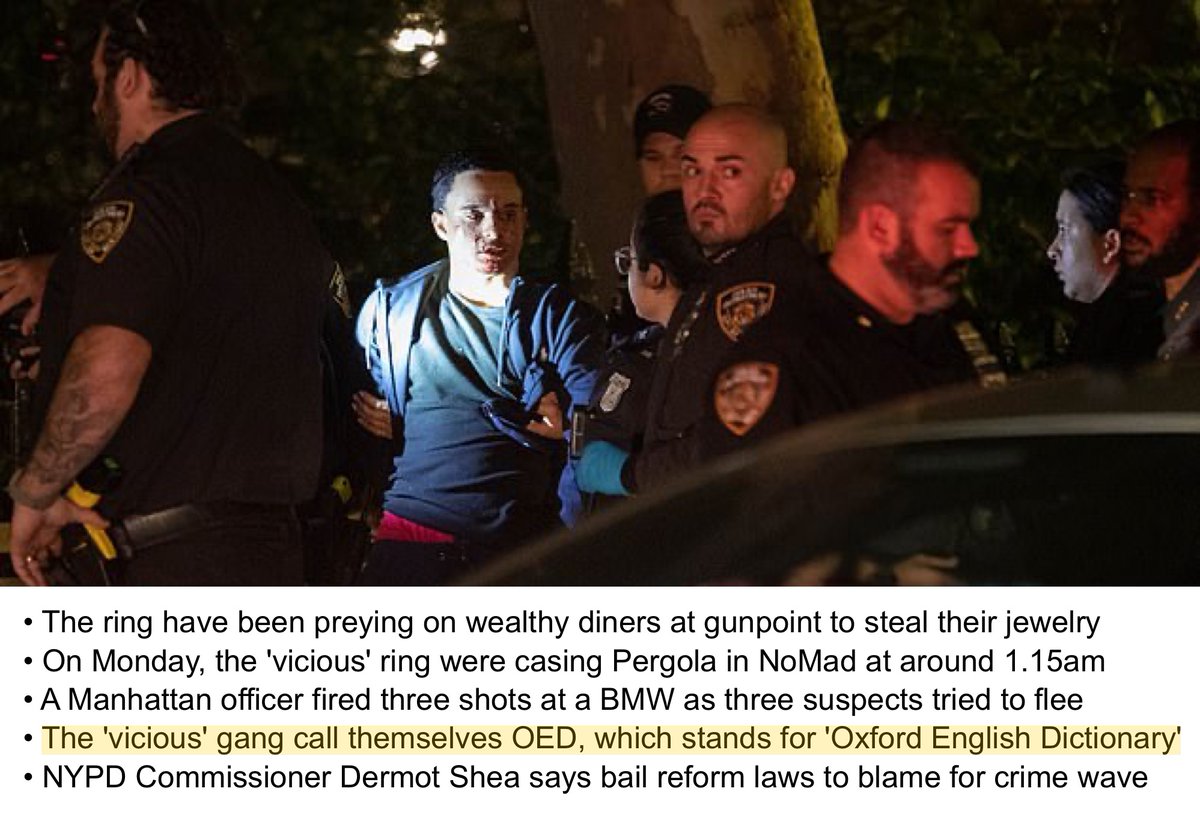 • The ring have been preying on wealthy diners at gunpoint to steal their jewelry
• On Monday, the 'vicious' ring were casing Pergola in NoMad at around 1.15am
• A Manhattan officer fired three shots at a BMW as three suspects tried to flee
• The 'vicious' gang call themselves OED, which stands for 'Oxford English Dictionary'
• NYPD Commissioner Dermot Shea says bail reform laws to blame for crime wave